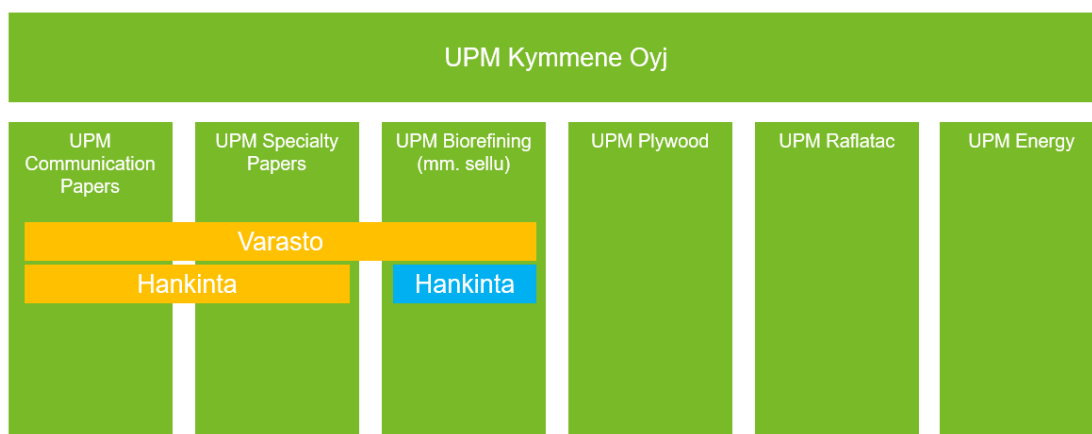 UPM Kymmene Oyj
UPM
Communication
Papers
UPM Specialty
Papers
UPM Biorefining
(mm. sellu)
UPM Plywood
UPM Raflatac
UPM Energy
Varasto
Hankinta
Hankinta